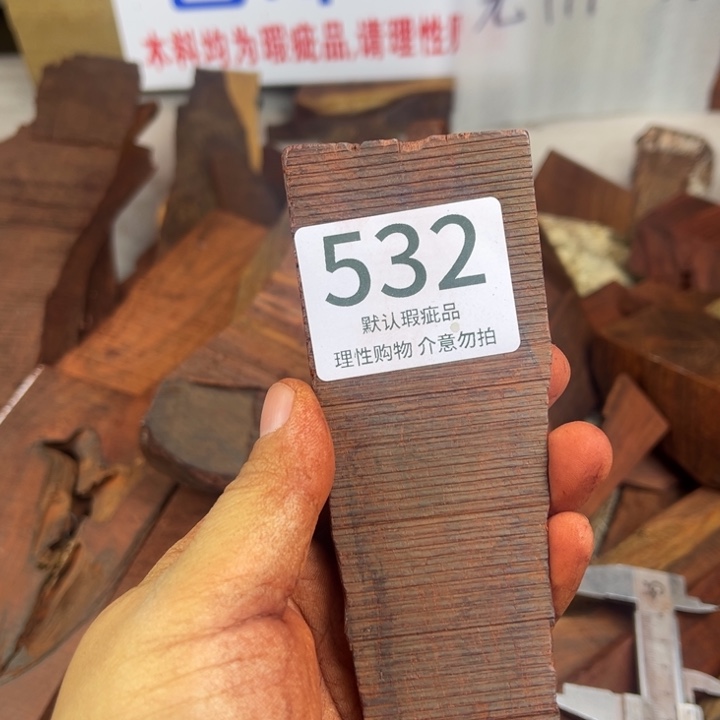 木料均为瑕疵品,请理性
532
默认瑕疵品
理性购物 介意勿拍